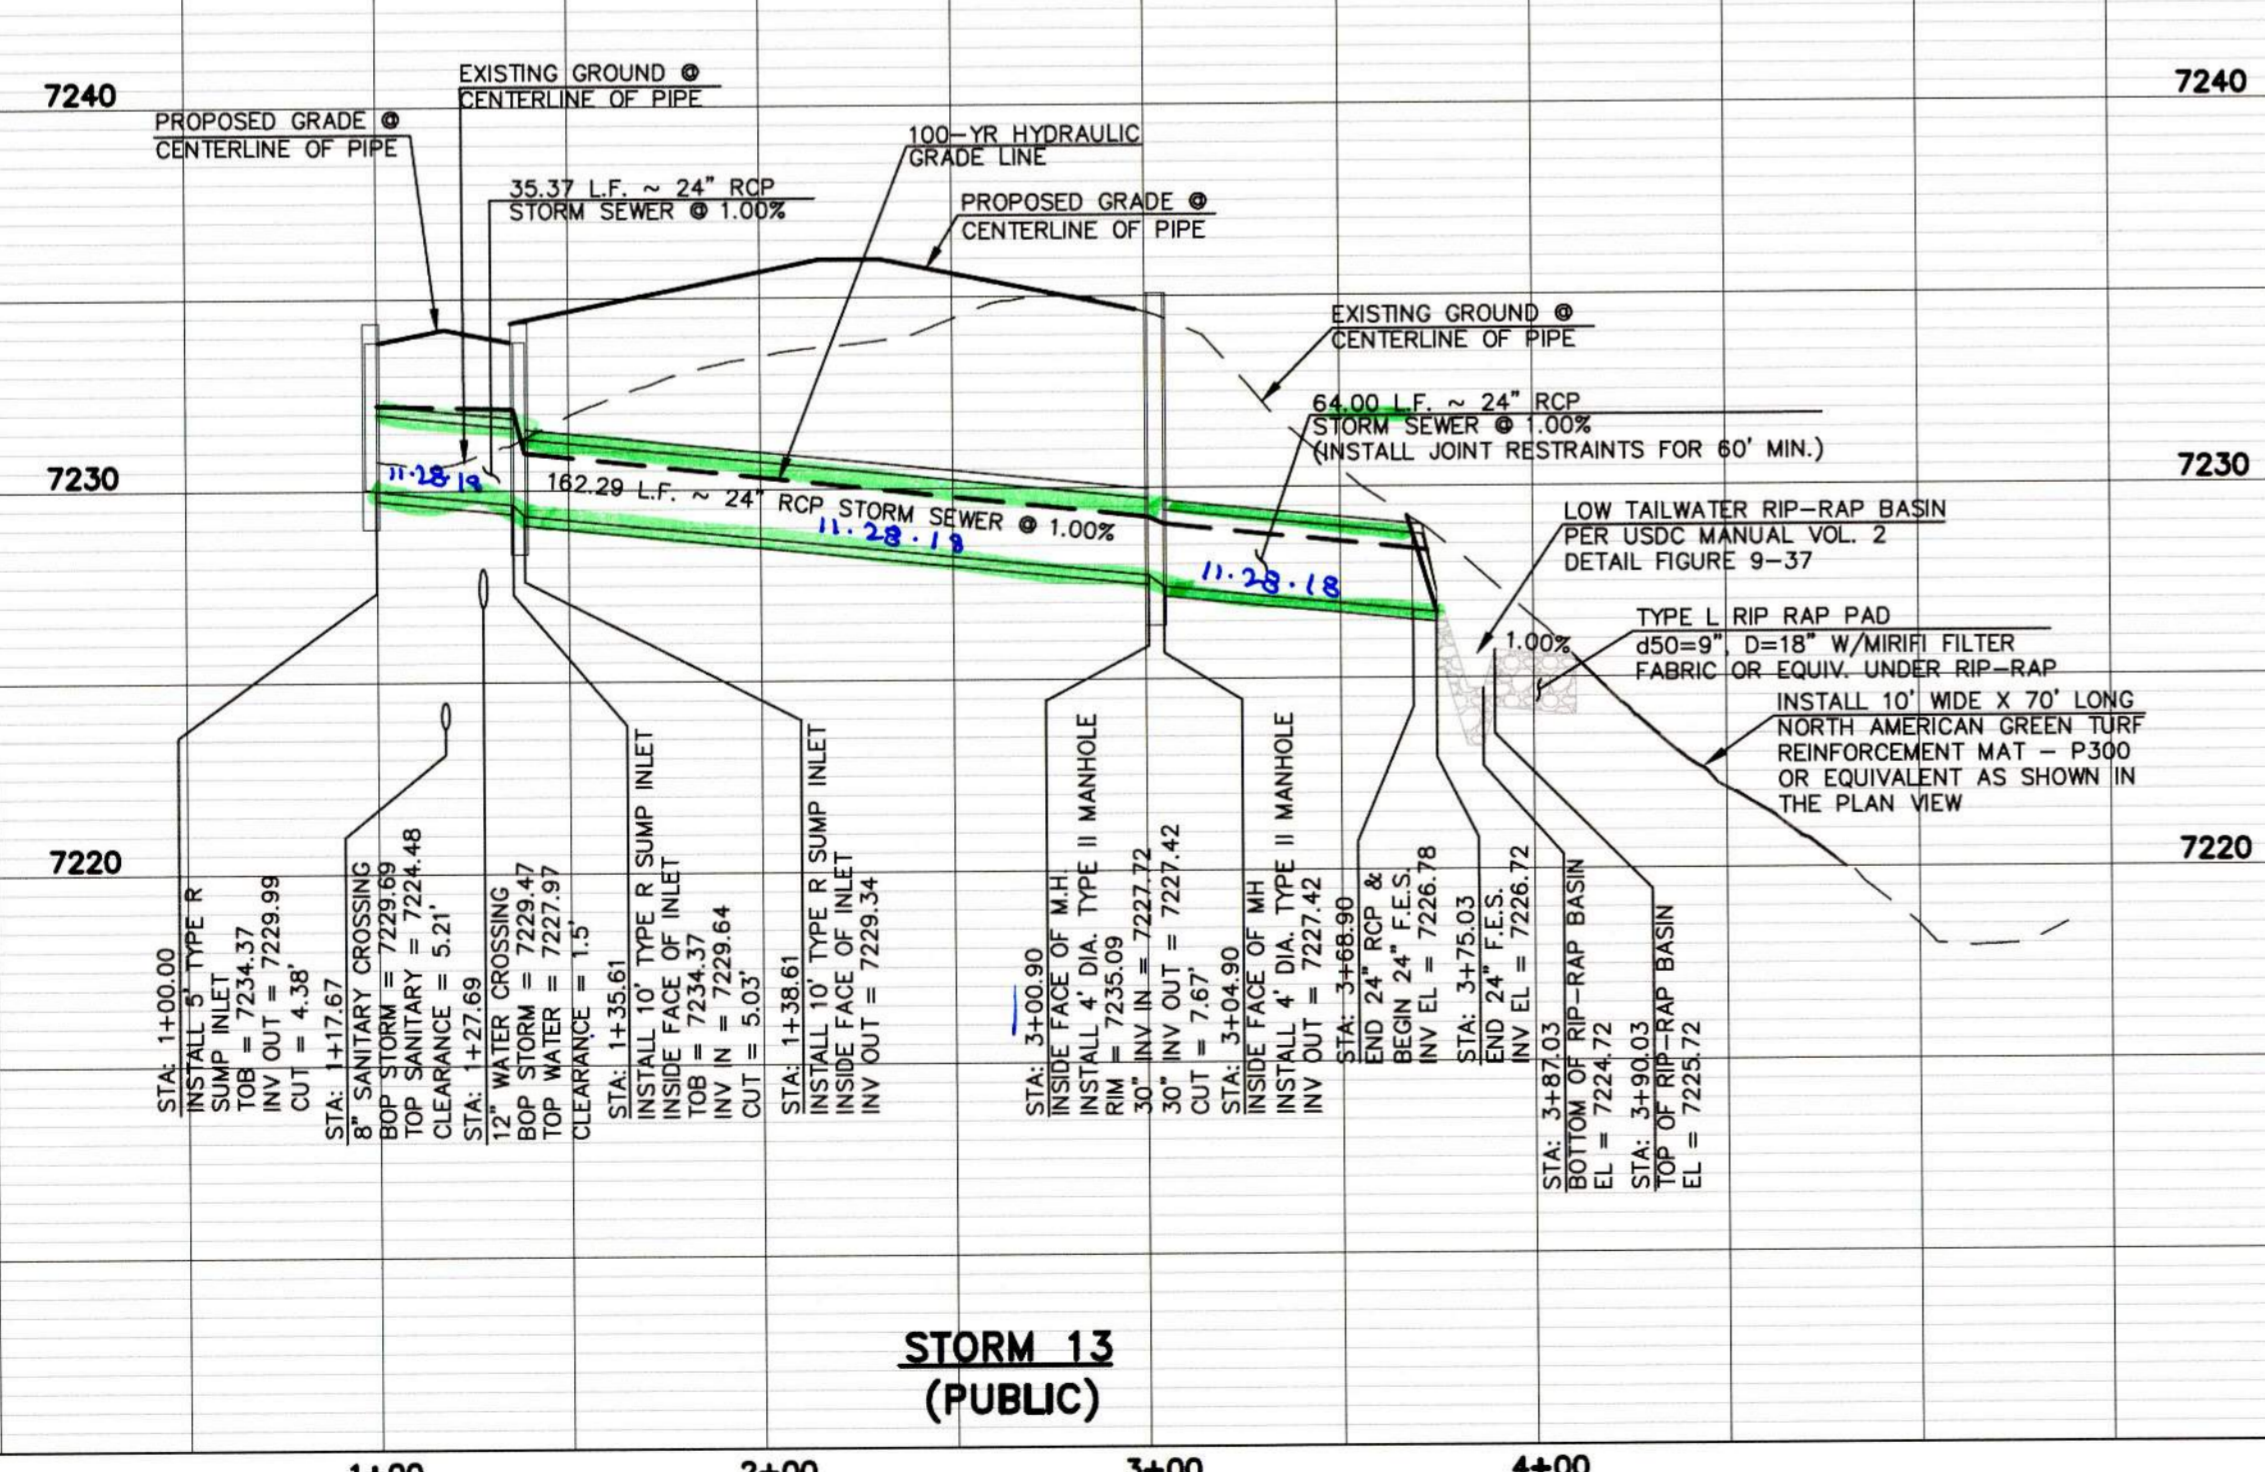 7240
7240
EXISTING GROUND @
CENTERLINE OF PIPE
PROPOSED GRADE @
CENTERLINE OF PIPE
100-YR HYDRAULIC
GRADE LINE
35.37 L.F. ~ 24" RCP
STORM SEWER @ 1.00%
PROPOSED GRADE @
CENTERLINE OF PIPE
EXISTING GROUND @
CENTERLINE OF PIPE
64.00 L.F. ~ 24" RCP
STORM SEWER @ 1.00%
(INSTALL JOINT RESTRAINTS FOR 60' MIN.)
7230
7230
11.28.18
162.29 L.F. ~ 24" RCP STORM SEWER @ 1.00%
11.28.18
11.28.18
LOW TAILWATER RIP-RAP BASIN
PER USDC MANUAL VOL. 2
DETAIL FIGURE 9-37
1.00%
TYPE L RIP RAP PAD
d50=9", D=18" W/MIRIFI FILTER
FABRIC OR EQUIV. UNDER RIP-RAP
INSTALL 10' WIDE X 70' LONG
NORTH AMERICAN GREEN TURF
REINFORCEMENT MAT - P300
OR EQUIVALENT AS SHOWN IN
THE PLAN VIEW
7220
7220
STA: 1+00.00
INSTALL 5' TYPE R
SUMP INLET
TOB = 7234.37
INV OUT = 7229.99
CUT = 4.38'
STA: 1+17.67
8" SANITARY CROSSING
BOP STORM = 7229.69
TOP SANITARY = 7224.48
CLEARANCE = 5.21'
STA: 1+27.69
12" WATER CROSSING
BOP STORM = 7229.47
TOP WATER = 7227.97
CLEARANCE = 1.5'
STA: 1+35.61
INSTALL 10' TYPE R SUMP INLET
INSIDE FACE OF INLET
TOB = 7234.37
INV IN = 7229.64
CUT = 5.03'
STA: 1+38.61
INSTALL 10' TYPE R SUMP INLET
INSIDE FACE OF INLET
INV OUT = 7229.34
STA: 3+00.90
INSIDE FACE OF M.H.
INSTALL 4' DIA. TYPE II MANHOLE
RIM = 7235.09
30" INV IN = 7227.72
30" INV OUT = 7227.42
CUT = 7.67'
STA: 3+04.90
INSIDE FACE OF MH
INSTALL 4' DIA. TYPE II MANHOLE
INV OUT = 7227.42
STA: 3+68.90
END 24" RCP &
BEGIN 24" F.E.S.
INV EL = 7226.78
STA: 3+75.03
END 24" F.E.S.
INV EL = 7226.72
STA: 3+87.03
BOTTOM OF RIP-RAP BASIN
EL = 7224.72
STA: 3+90.03
TOP OF RIP-RAP BASIN
EL = 7225.72
STORM 13
(PUBLIC)
1+00
2+00
3+00
4+00